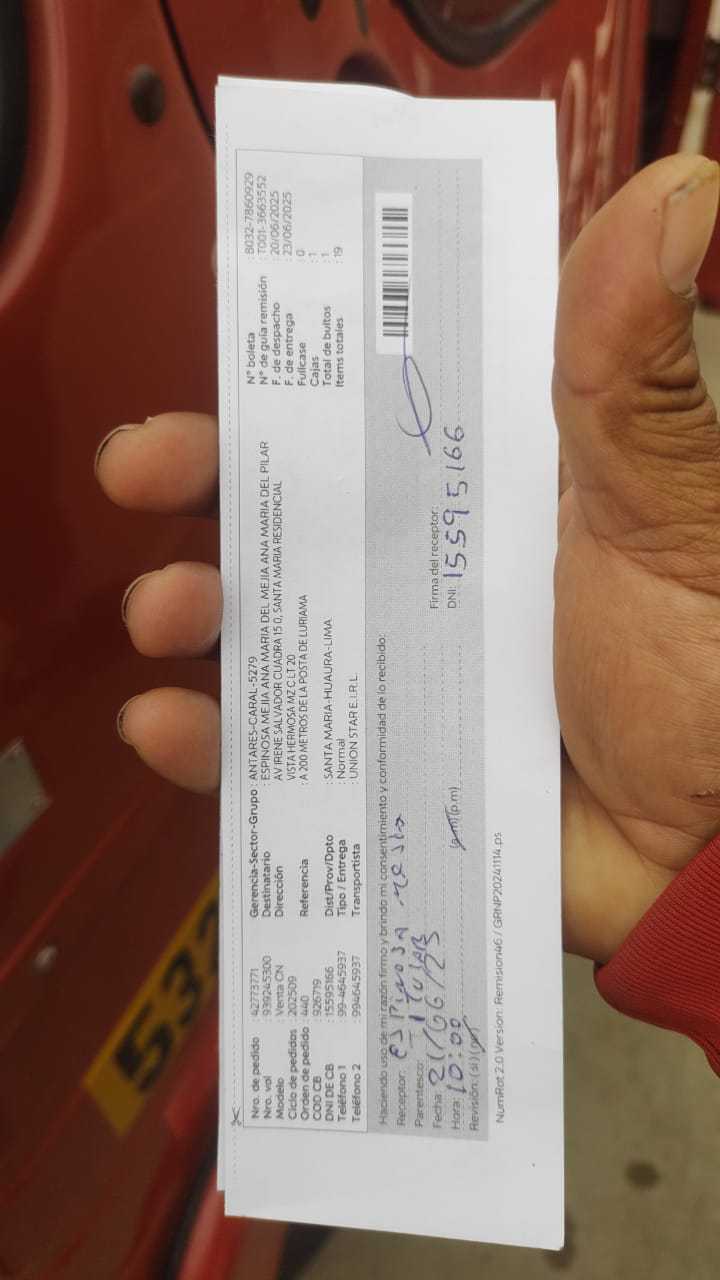 Nro. de pedido : 42773771
Nro. vol : 939245300
Modelo : Venta CN
Ciclo de pedidos : 202509
Orden de pedido : 440
COD CB : 926719
DNI DE CB : 15595166
Teléfono 1 : 99-4645937
Teléfono 2 : 994645937
Gerencia-Sector-Grupo : ANTARES-CARAL-5279
Destinatario : ESPINOSA MEJIA ANA MARIA DEL MEJIA ANA MARIA DEL PILAR
Dirección : AV IRENE SALVADOR CUADRA 15 0, SANTA MARIA RESIDENCIAL
VISTA HERMOSA MZ C LT 20
Referencia : A 200 METROS DE LA POSTA DE LURIAMA
Dist/Prov/Dpto : SANTA MARIA-HUAURA-LIMA
Tipo / Entrega : Normal
Transportista : UNION STAR E.I.R.L.
N° boleta : B032-7860929
N° de guía remisión : T001-3663552
F. de despacho : 20/06/2025
F. de entrega : 23/06/2025
Fullcase : 0
Cajas : 1
Total de bultos : 1
Items totales : 19
Haciendo uso de mi razón firmo y brindo mi consentimiento y conformidad de lo recibido:
Receptor: espinosa
Parentesco: Titular
Fecha: 21/06/25
Hora: 10:00 (a.m) (p.m)
Revisión: (si) (no)
Firma del receptor:
DNI: 15595166
NumRot 2.0 Version: Remision46 / GRNP20241114.ps
533